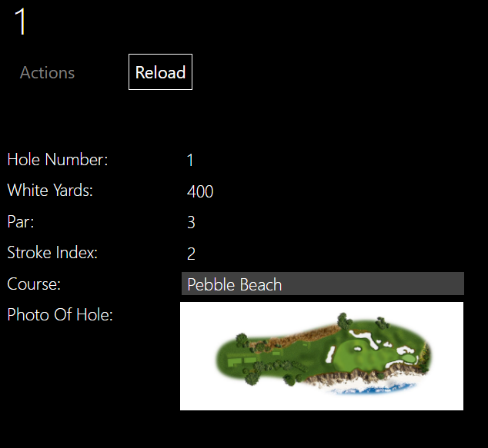 1
Actions Reload
Hole Number: 1
White Yards: 400
Par: 3
Stroke Index: 2
Course: Pebble Beach
Photo Of Hole: